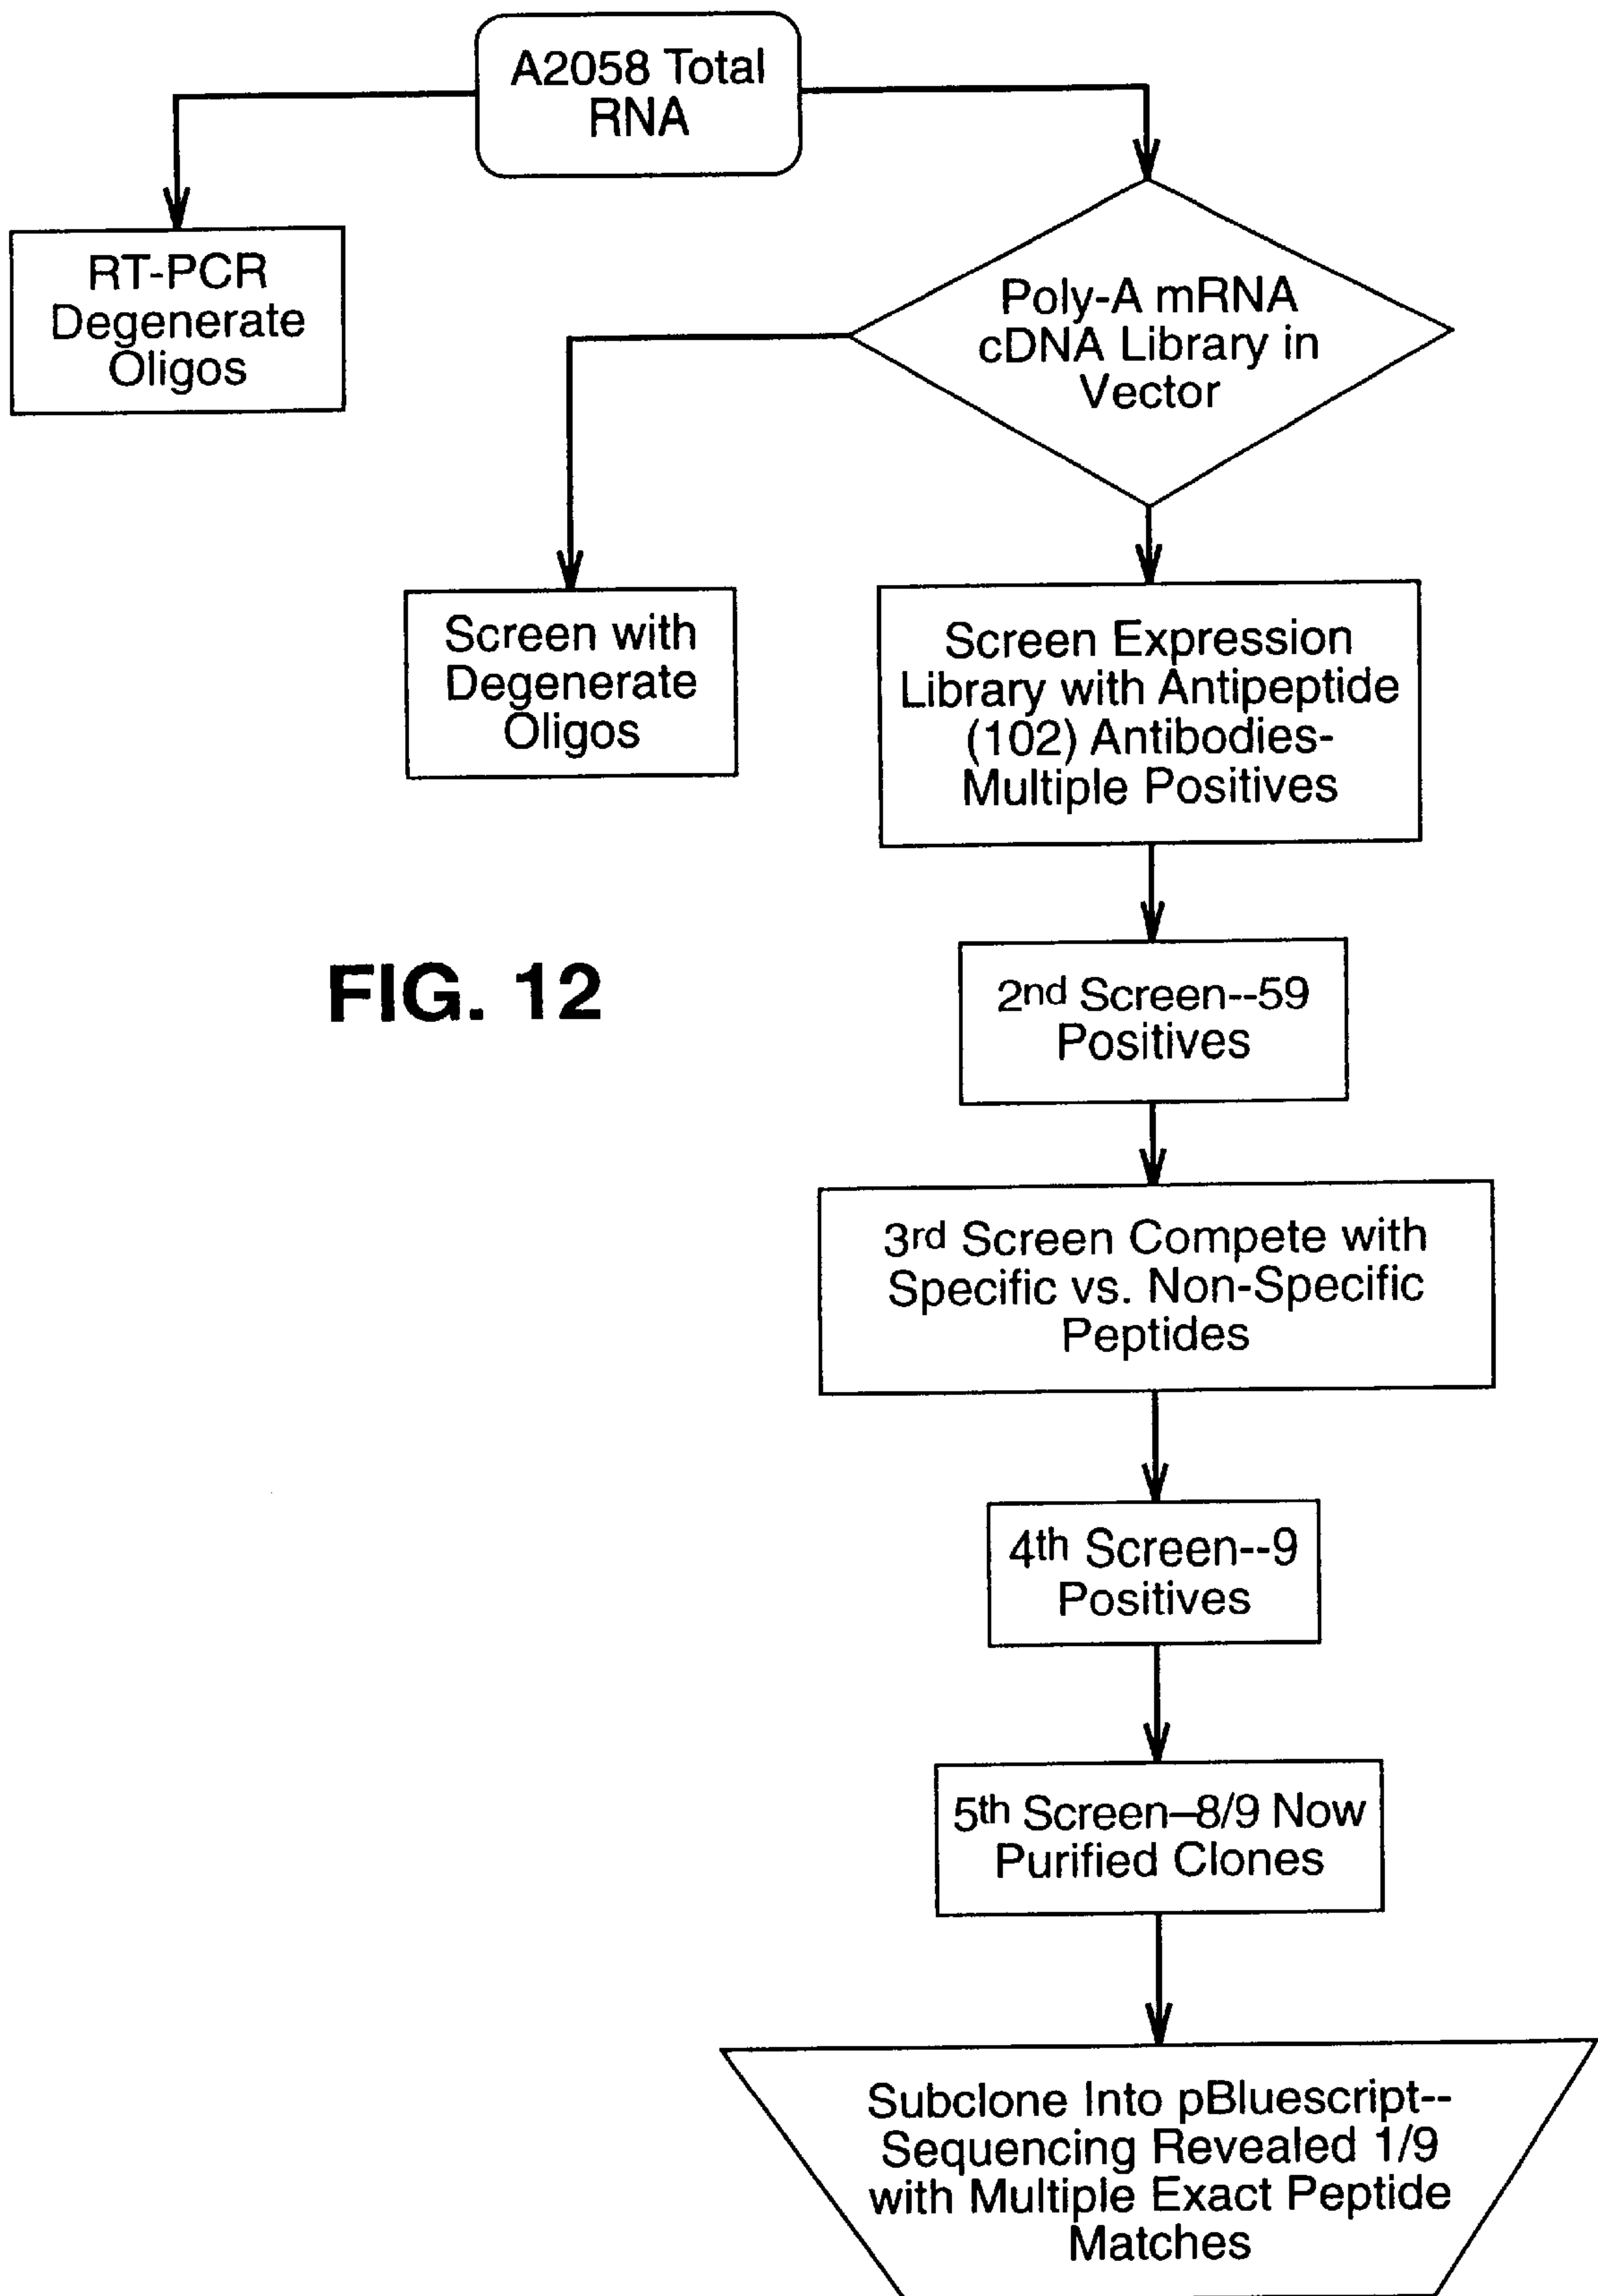 A2058 Total
RNA
RT-PCR
Degenerate
Oligos
Poly-A mRNA
cDNA Library in
Vector
Screen with
Degenerate
Oligos
Screen Expression
Library with Antipeptide
(102) Antibodies-
Multiple Positives
FIG. 12
2nd Screen--59
Positives
3rd Screen Compete with
Specific vs. Non-Specific
Peptides
4th Screen--9
Positives
5th Screen–8/9 Now
Purified Clones
Subclone Into pBluescript--
Sequencing Revealed 1/9
with Multiple Exact Peptide
Matches